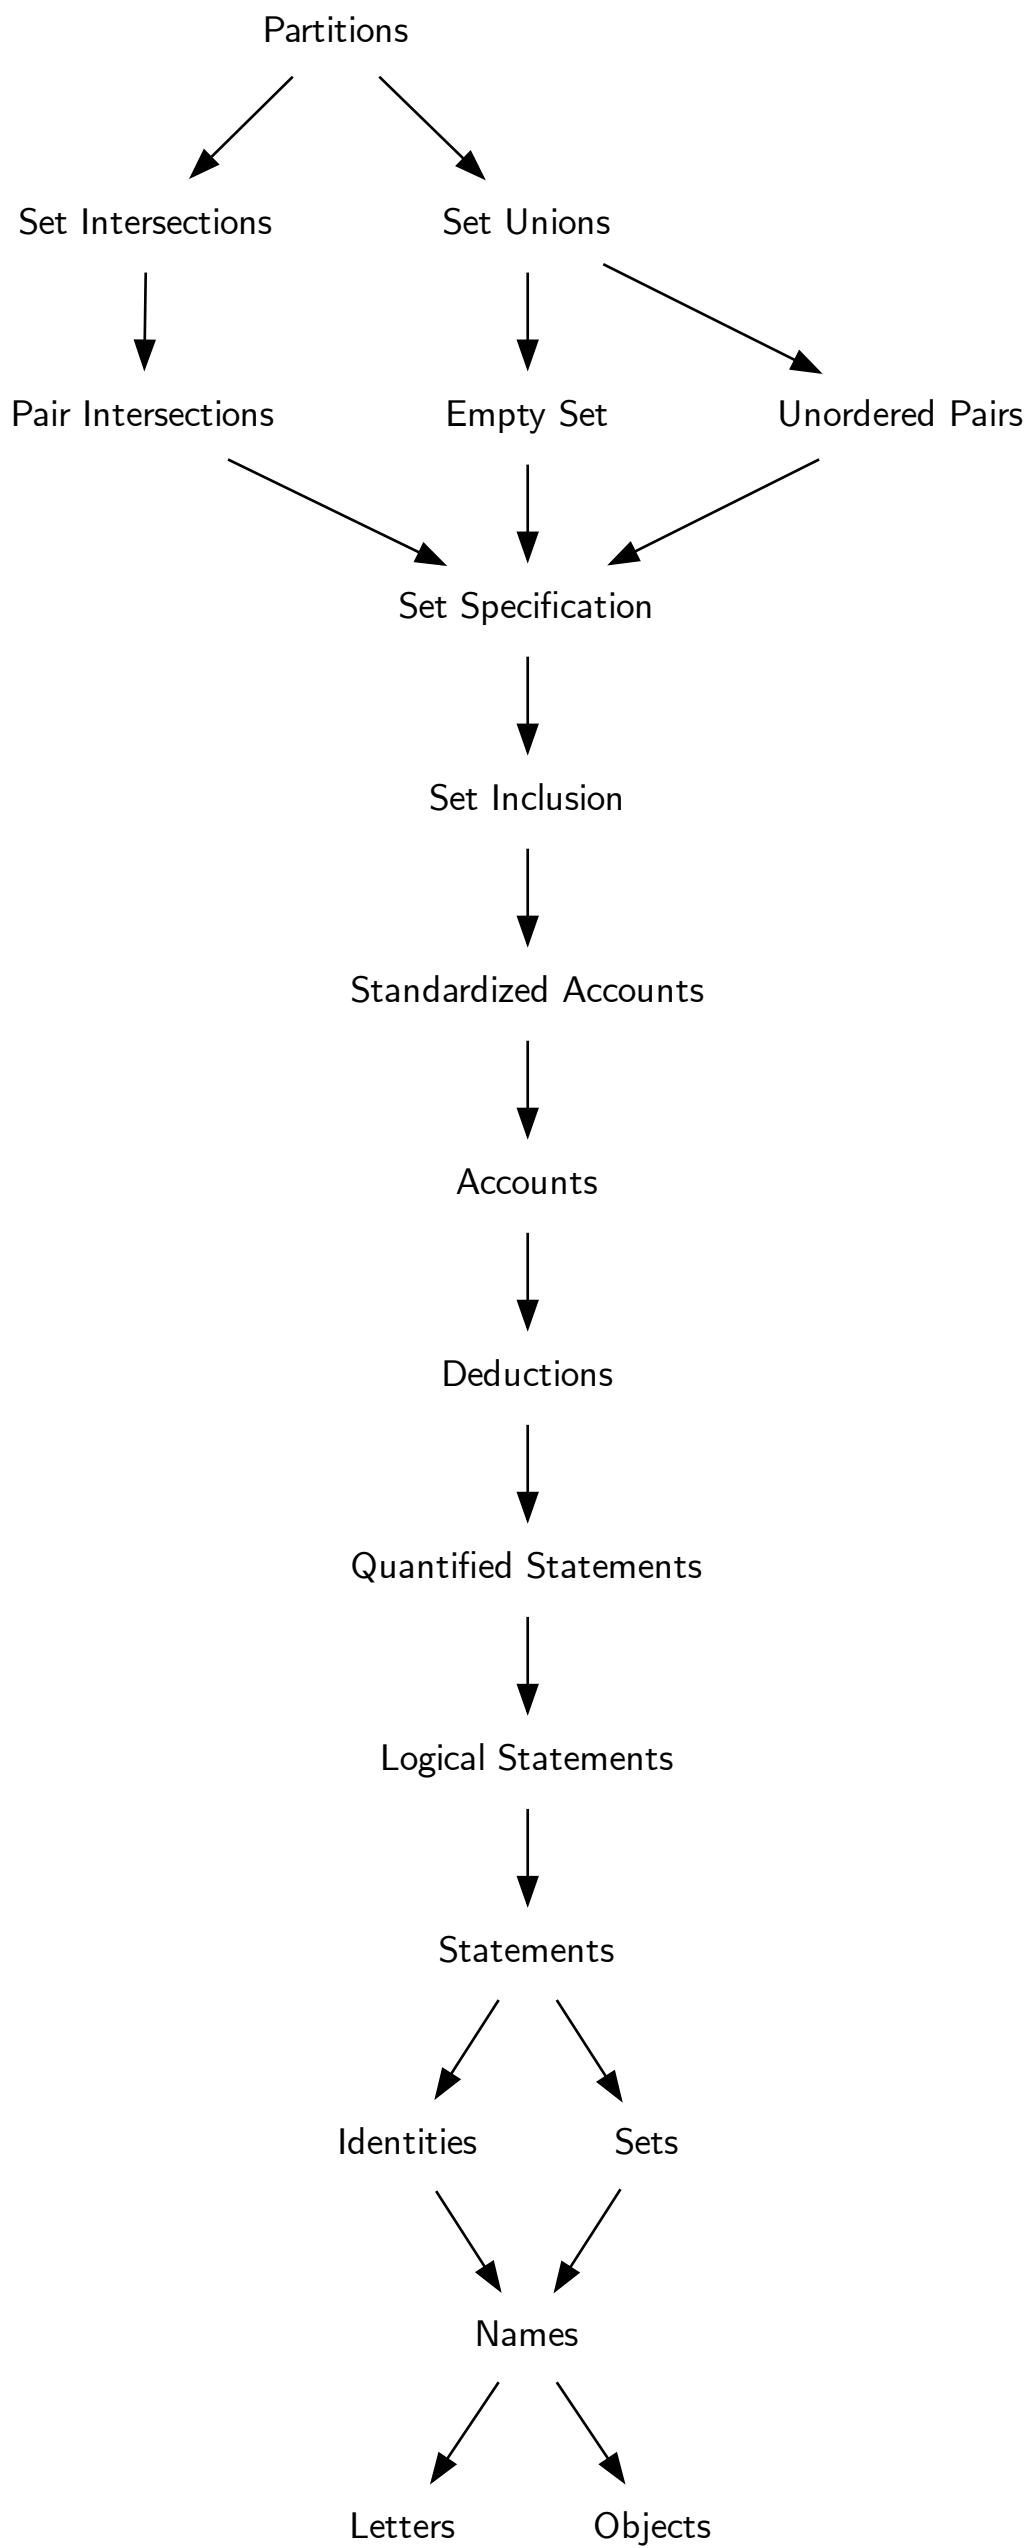 Partitions
Set Intersections
Set Unions
Pair Intersections
Empty Set
Unordered Pairs
Set Specification
Set Inclusion
Standardized Accounts
Accounts
Deductions
Quantified Statements
Logical Statements
Statements
Identities
Sets
Names
Letters
Objects